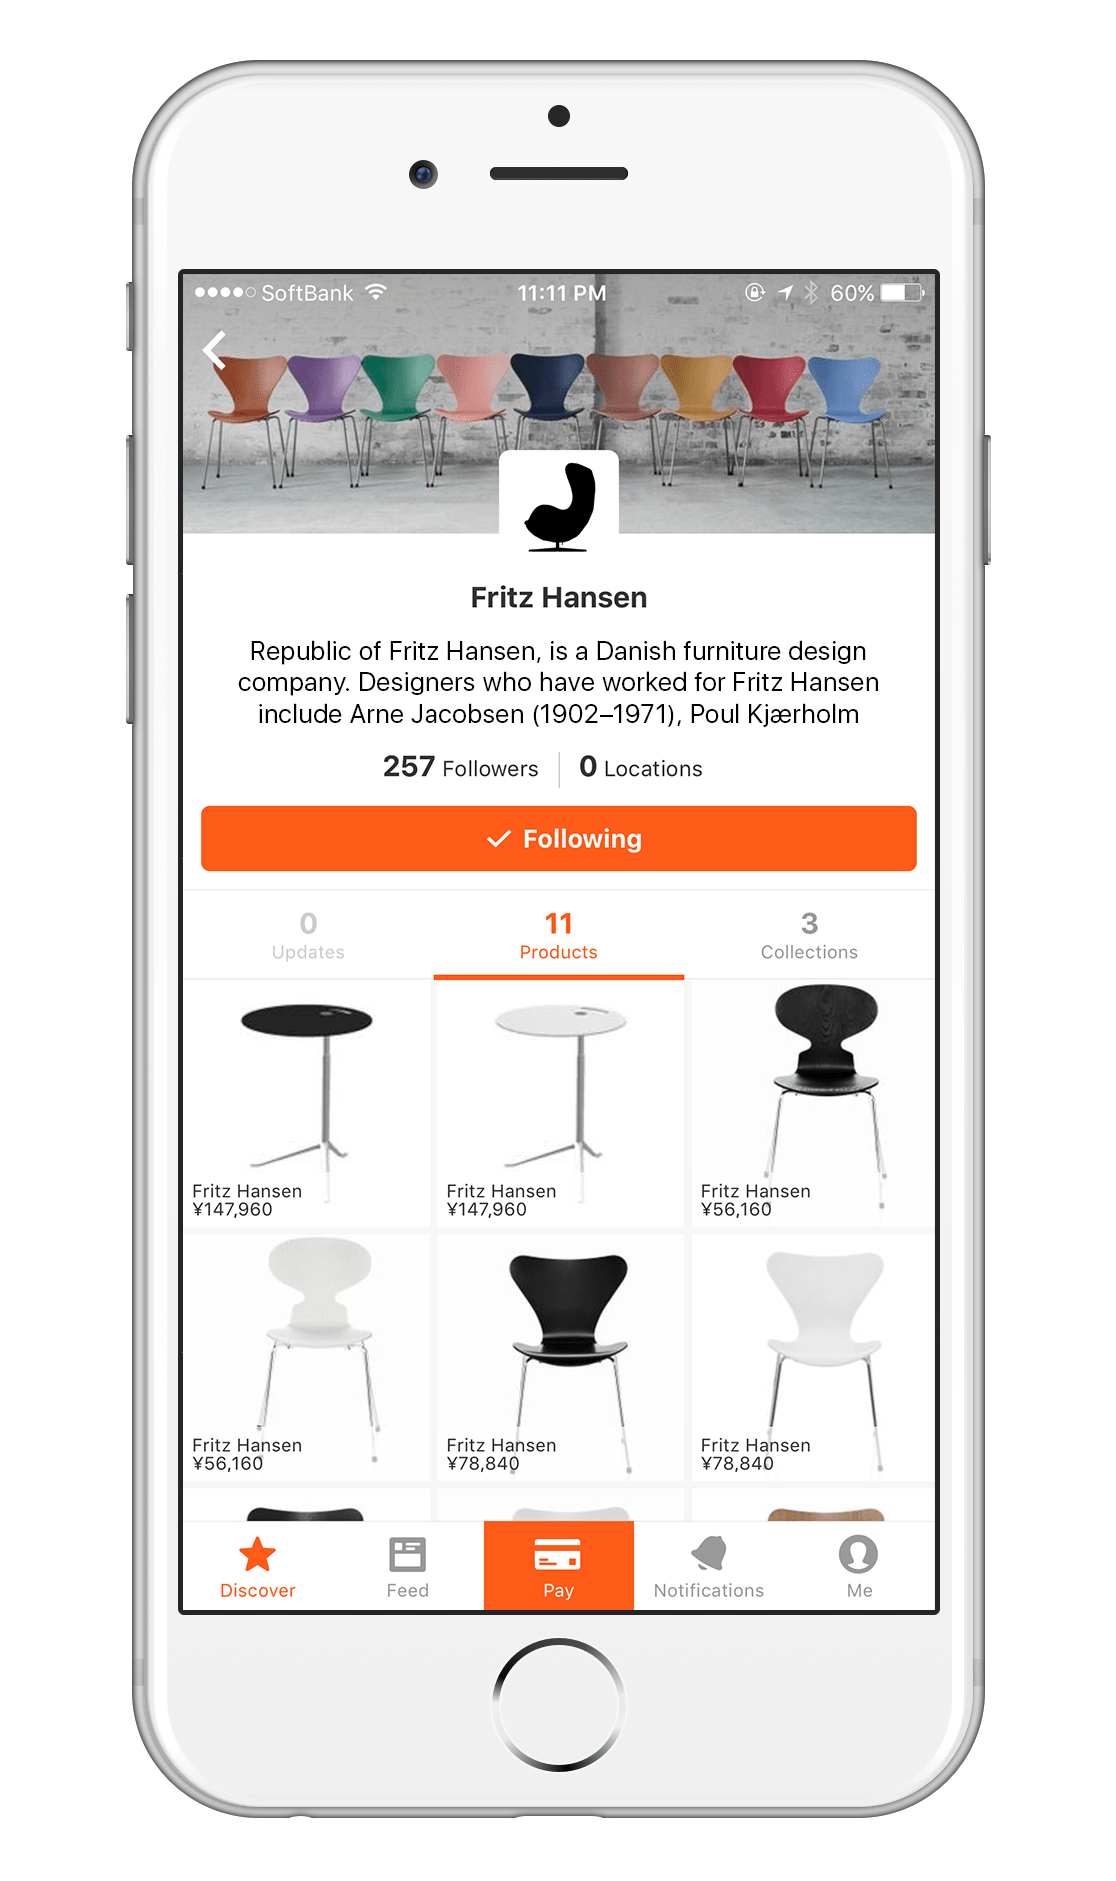 SoftBank 11:11 PM 60%
Fritz Hansen
Republic of Fritz Hansen, is a Danish furniture design
company. Designers who have worked for Fritz Hansen
include Arne Jacobsen (1902–1971), Poul Kjærholm
257 Followers 0 Locations
Following
0 11 3
Updates Products Collections
Fritz Hansen Fritz Hansen Fritz Hansen
¥147,960 ¥147,960 ¥56,160
Fritz Hansen Fritz Hansen Fritz Hansen
¥56,160 ¥78,840 ¥78,840
Discover Feed Pay Notifications Me